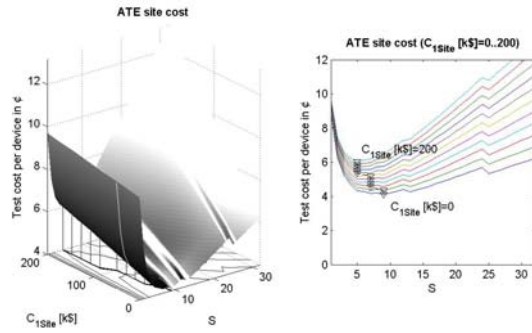 ATE site cost
Test cost per device in ¢
12
10
8
6
4
200
100
0
C1Site [k$]
10
20
30
S
ATE site cost (C1Site [k$]=0..200)
Test cost per device in ¢
12
10
8
6
4
2
0
C1Site [k$]=200
C1Site [k$]=0
5
10
15
20
25
30
S